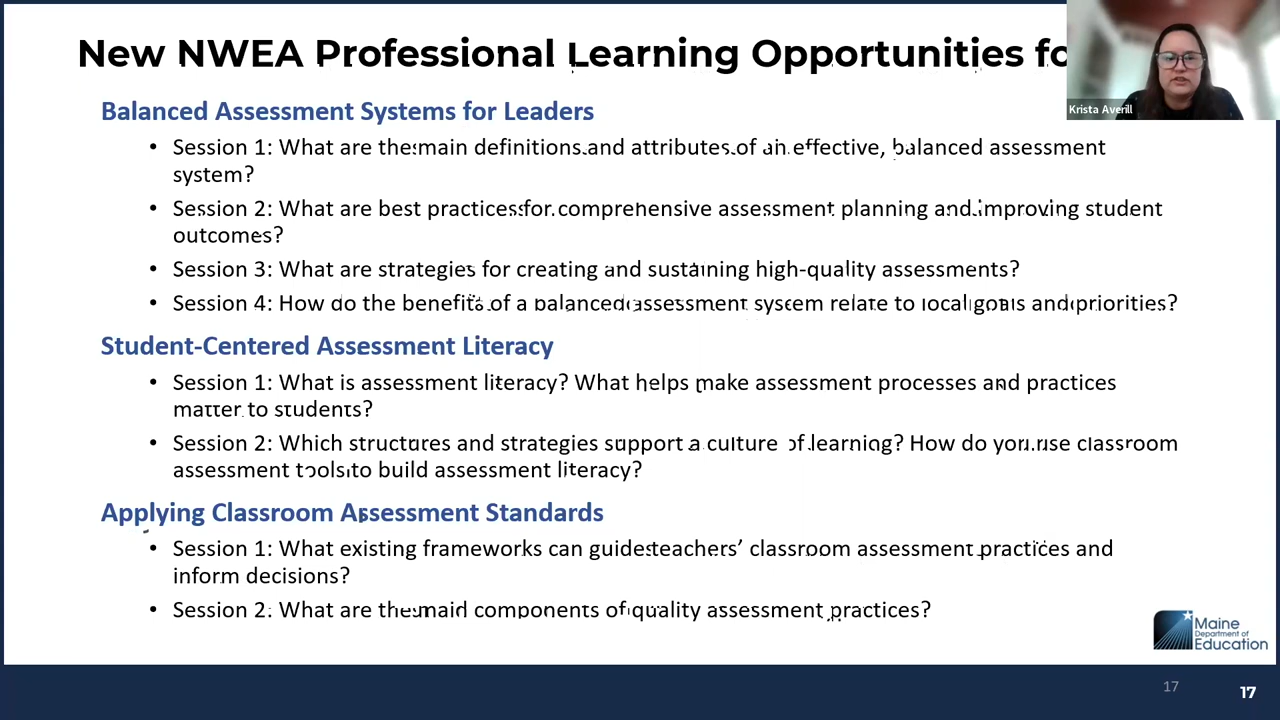 New NWEA Professional Learning Opportunities fo
Krista Averill
Balanced Assessment Systems for Leaders
• Session 1: What are the main definitions and attributes of an effective, balanced assessment
system?
• Session 2: What are best practices for comprehensive assessment planning and improving student
outcomes?
• Session 3: What are strategies for creating and sustaining high-quality assessments?
• Session 4: How do the benefits of a balanced assessment system relate to local goals and priorities?
Student-Centered Assessment Literacy
• Session 1: What is assessment literacy? What helps make assessment processes and practices
matter to students?
• Session 2: Which structures and strategies support a culture of learning? How do you use classroom
assessment tools to build assessment literacy?
Applying Classroom Assessment Standards
• Session 1: What existing frameworks can guide teachers’ classroom assessment practices and
inform decisions?
• Session 2: What are the main components of quality assessment practices?
Maine
Department of
Education
17
17